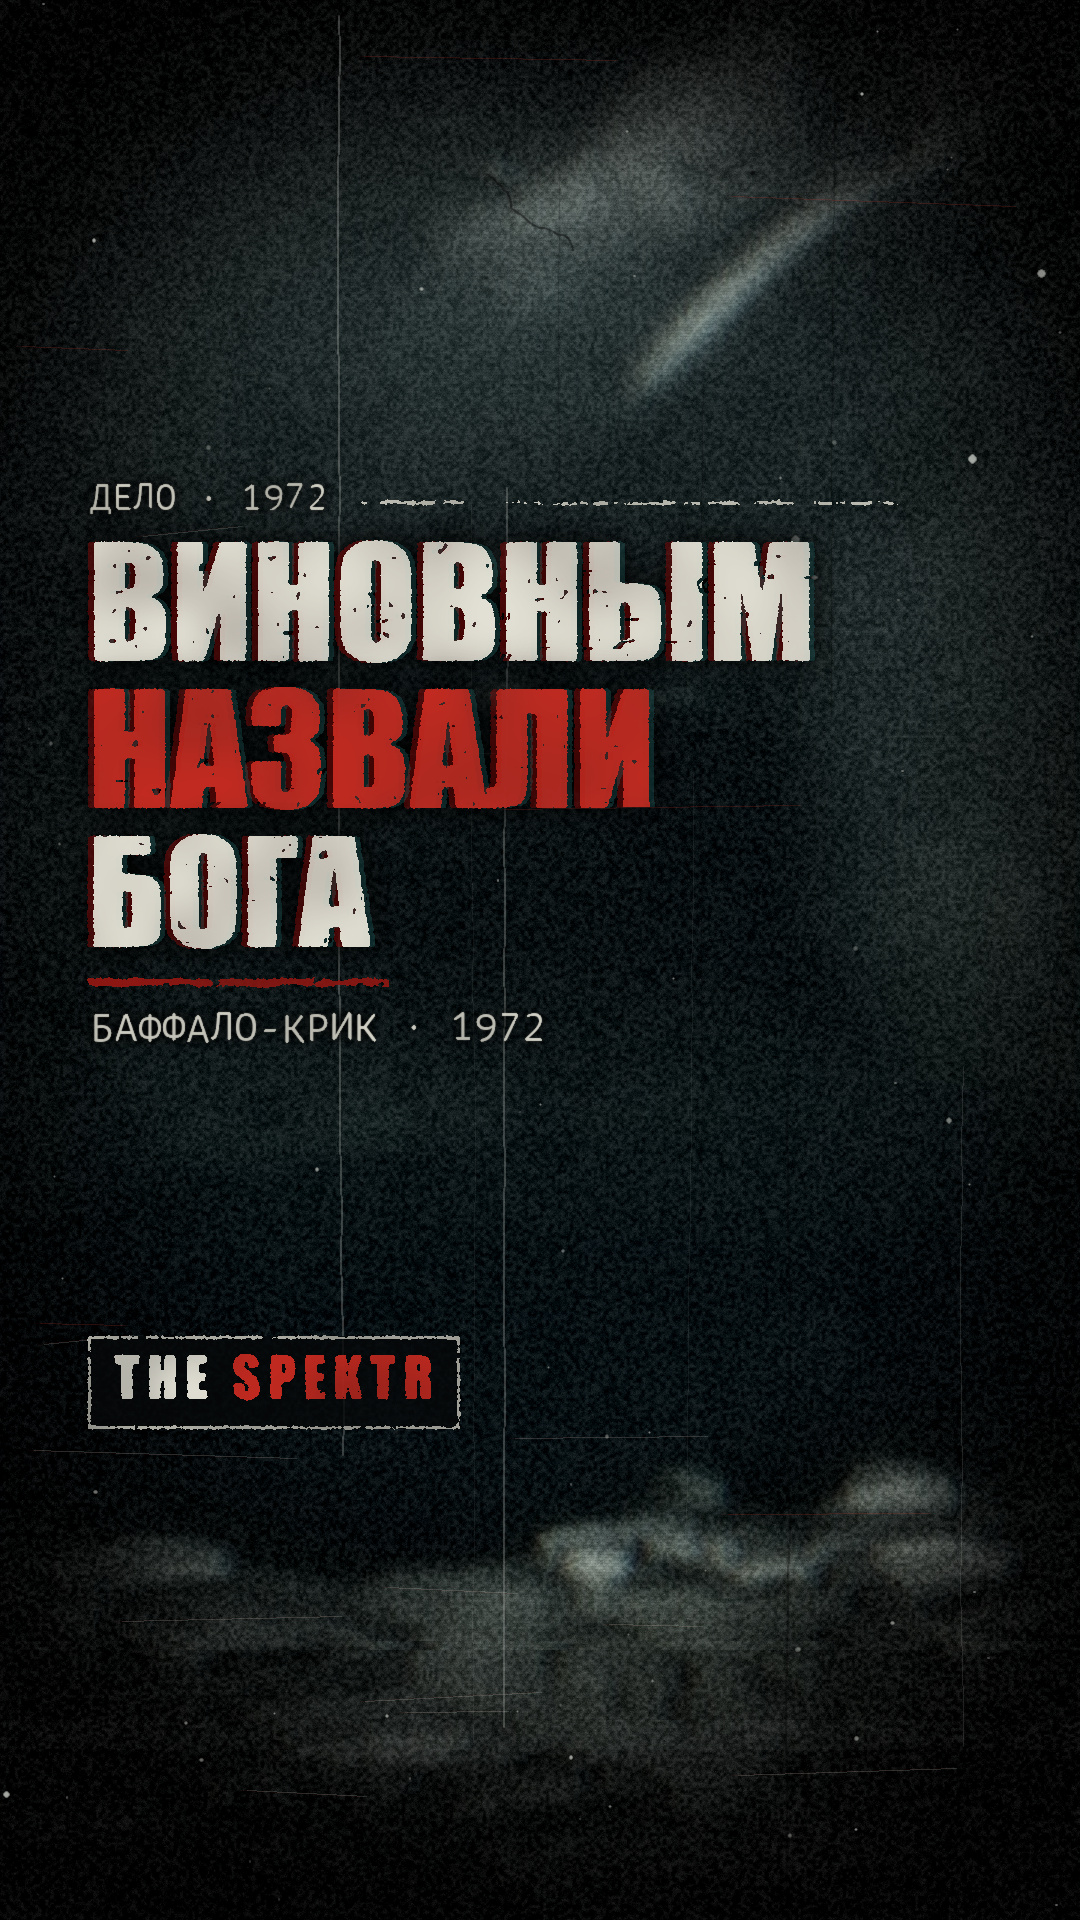 ДЕЛО · 1972
ВИНОВНЫМ
НАЗВАЛИ
БОГА
БАФФАЛО-КРИК · 1972
THE SPEKTR